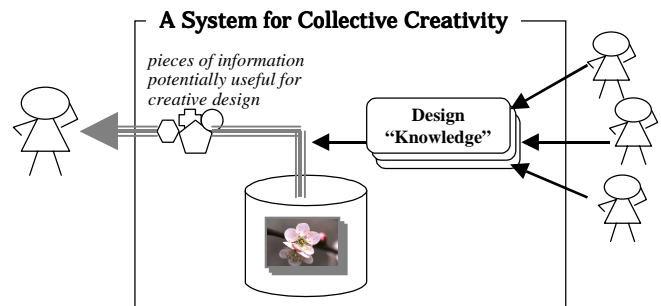 A System for Collective Creativity
pieces of information
potentially useful for
creative design
Design
“Knowledge”